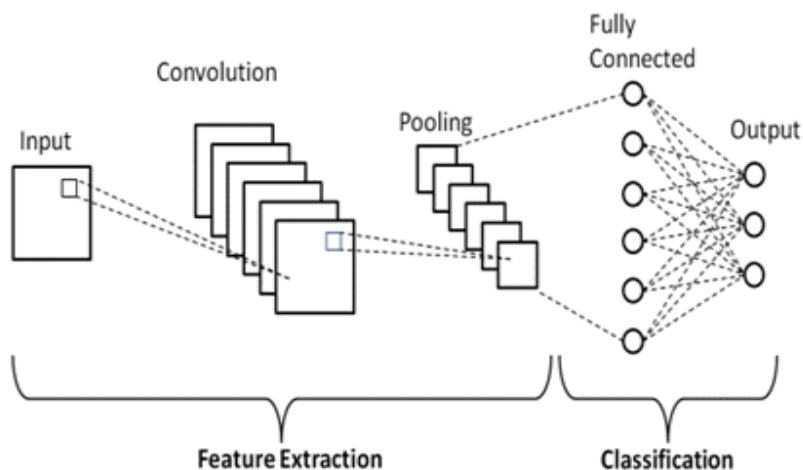 Input
Convolution
Pooling
Fully
Connected
Output
Feature Extraction
Classification